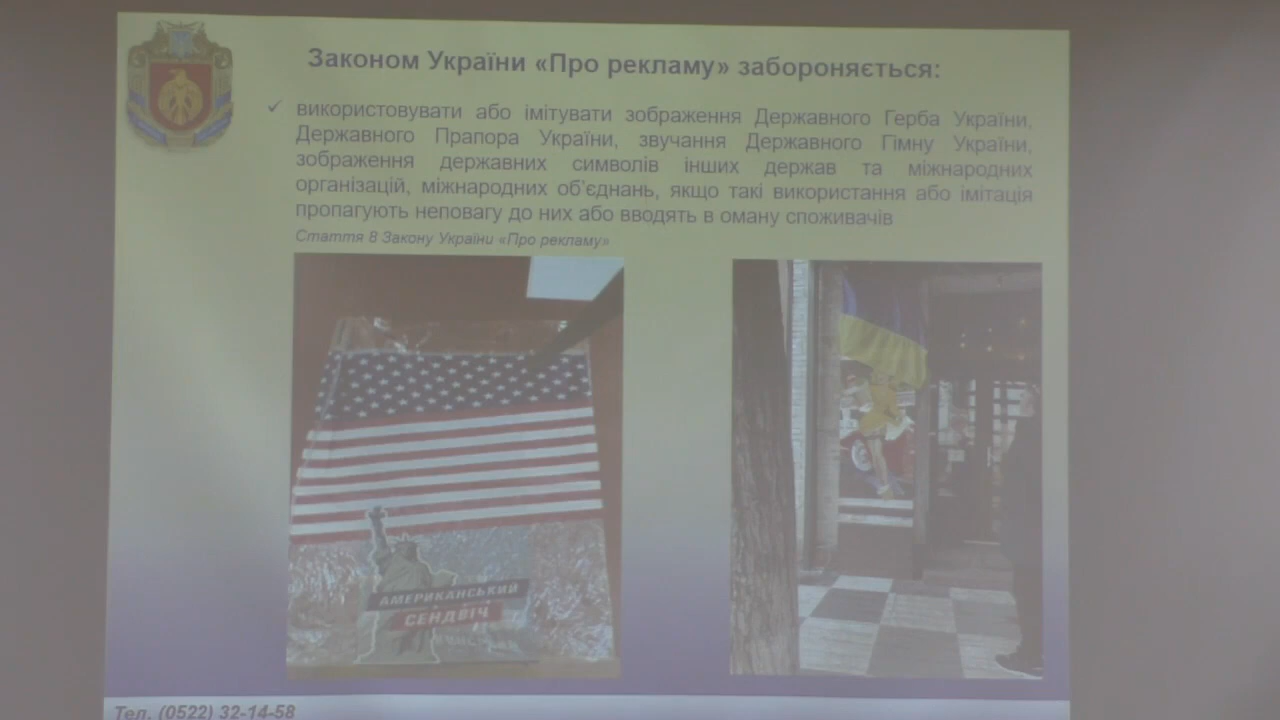 Законом України «Про рекламу» забороняється:
✓ використовувати або імітувати зображення Державного Герба України,
Державного Прапора України, звучання Державного Гімну України,
зображення державних символів інших держав та міжнародних
організацій, міжнародних об'єднань, якщо такі використання або імітація
пропагують неповагу до них або вводять в оману споживачів
Стаття 8 Закону України «Про рекламу»
АМЕРИКАНСЬКИЙ
СЕНДВІЧ
Тел. (0522) 32-14-58